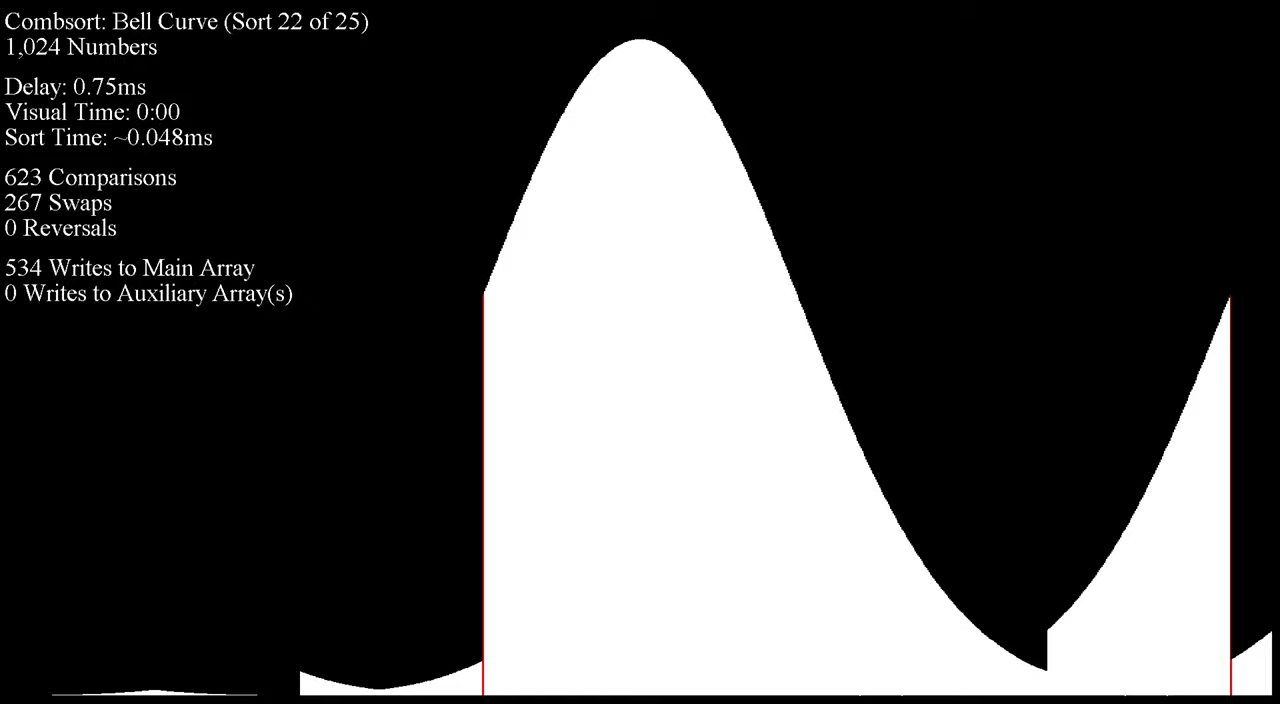 Combsort: Bell Curve (Sort 22 of 25)
1,024 Numbers
Delay: 0.75ms
Visual Time: 0:00
Sort Time: ~0.048ms
623 Comparisons
267 Swaps
0 Reversals
534 Writes to Main Array
0 Writes to Auxiliary Array(s)